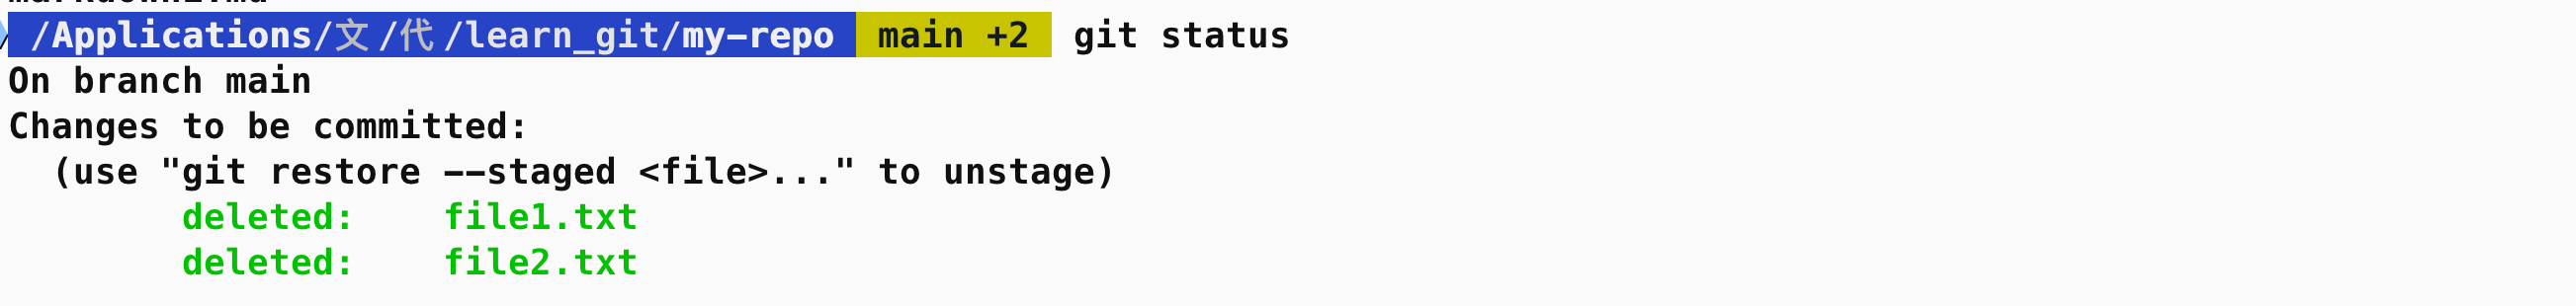 /Applications/文/代/learn_git/my-repo main +2 git status
On branch main
Changes to be committed:
  (use "git restore --staged <file>..." to unstage)
        deleted:    file1.txt
        deleted:    file2.txt